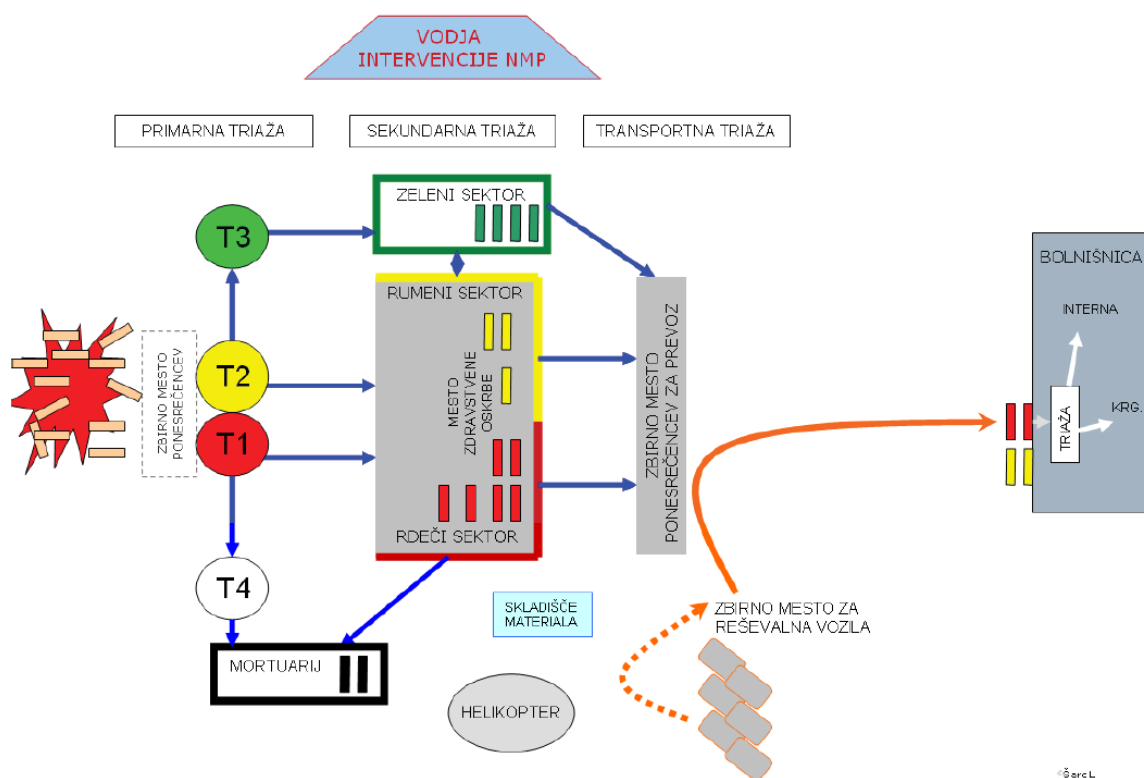 VODJA
INTERVENCIJE NMP
PRIMARNA TRIAŽA
SEKUNDARNA TRIAŽA
TRANSPORTNA TRIAŽA
ZELENI SEKTOR
T3
RUMENI SEKTOR
BOLNIŠNICA
INTERNA
ZBIRNO MESTO
PONESREČENCEV
T2
MESTO
ZDRAVSTVENE
OSKRBE
ZBIRNO MESTO
PONESREČENCEV ZA PREVOZ
TRIAŽA
KRG.
T1
RDEČI SEKTOR
T4
SKLADIŠČE
MATERIALA
ZBIRNO MESTO ZA
REŠEVALNA VOZILA
MORTUARIJ
HELIKOPTER
©Šarc L